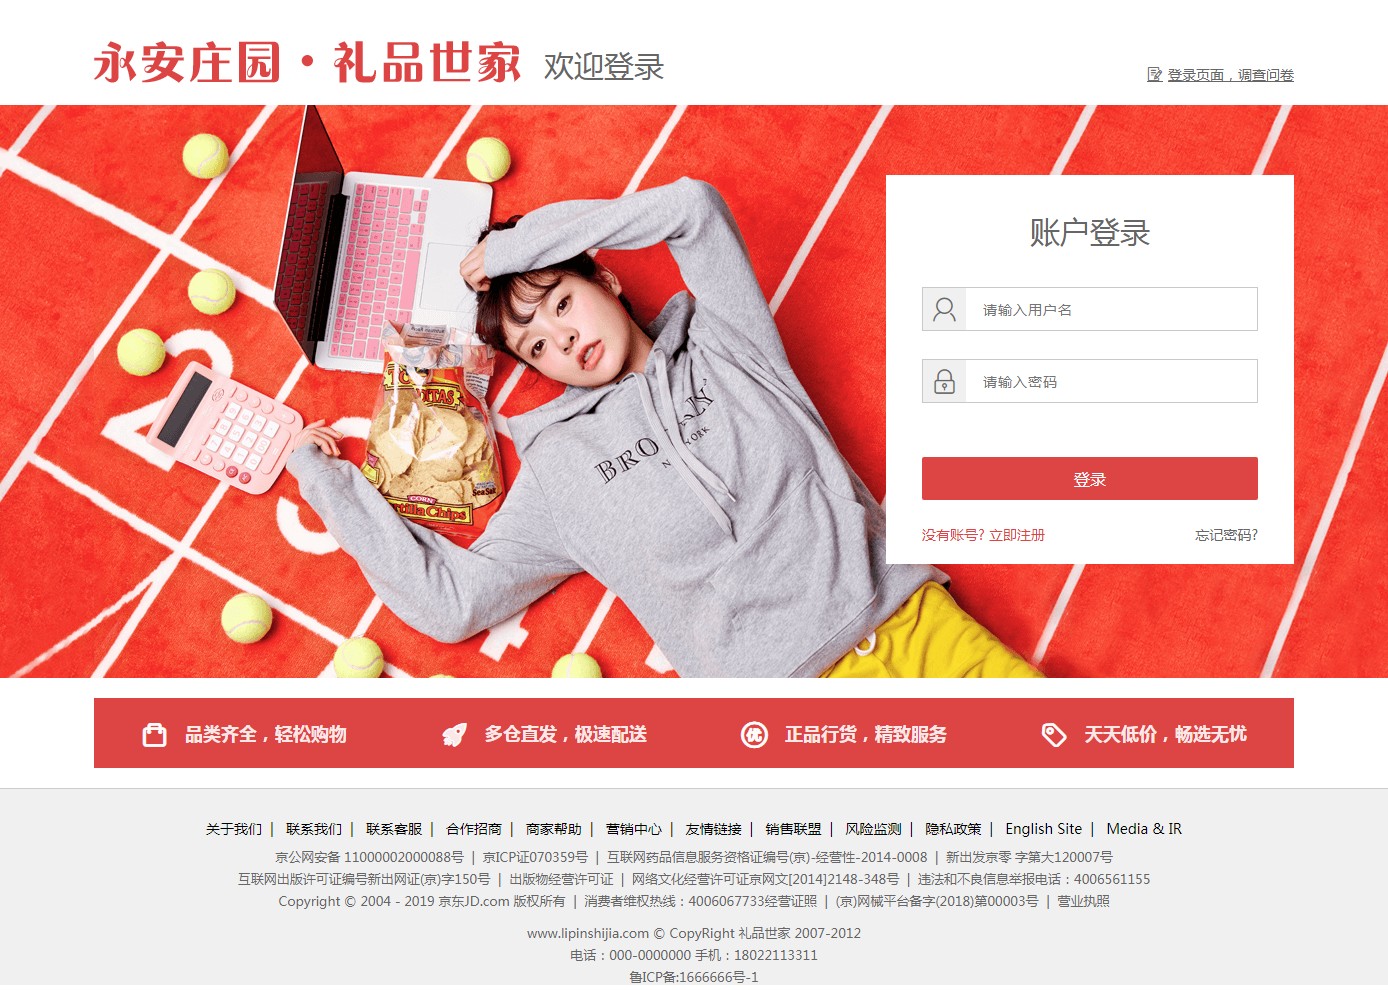 永安庄园·礼品世家 欢迎登录
登录页面，调查问卷
账户登录
请输入用户名
请输入密码
登录
没有账号? 立即注册 忘记密码?
CORN
Tortilla Chips
Sea Salt
品类齐全，轻松购物 多仓直发，极速配送 优 正品行货，精致服务 天天低价，畅选无忧
关于我们 | 联系我们 | 联系客服 | 合作招商 | 商家帮助 | 营销中心 | 友情链接 | 销售联盟 | 风险监测 | 隐私政策 | English Site | Media & IR
京公网安备 11000002000088号 | 京ICP证070359号 | 互联网药品信息服务资格证编号(京)-经营性-2014-0008 | 新出发京零 字第大120007号
互联网出版许可证编号新出网证(京)字150号 | 出版物经营许可证 | 网络文化经营许可证京网文[2014]2148-348号 | 违法和不良信息举报电话：4006561155
Copyright © 2004 - 2019 京东JD.com 版权所有 | 消费者维权热线：4006067733经营证照 | (京)网械平台备字(2018)第00003号 | 营业执照
www.lipinshijia.com © CopyRight 礼品世家 2007-2012
电话：000-0000000 手机：18022113311
鲁ICP备:1666666号-1